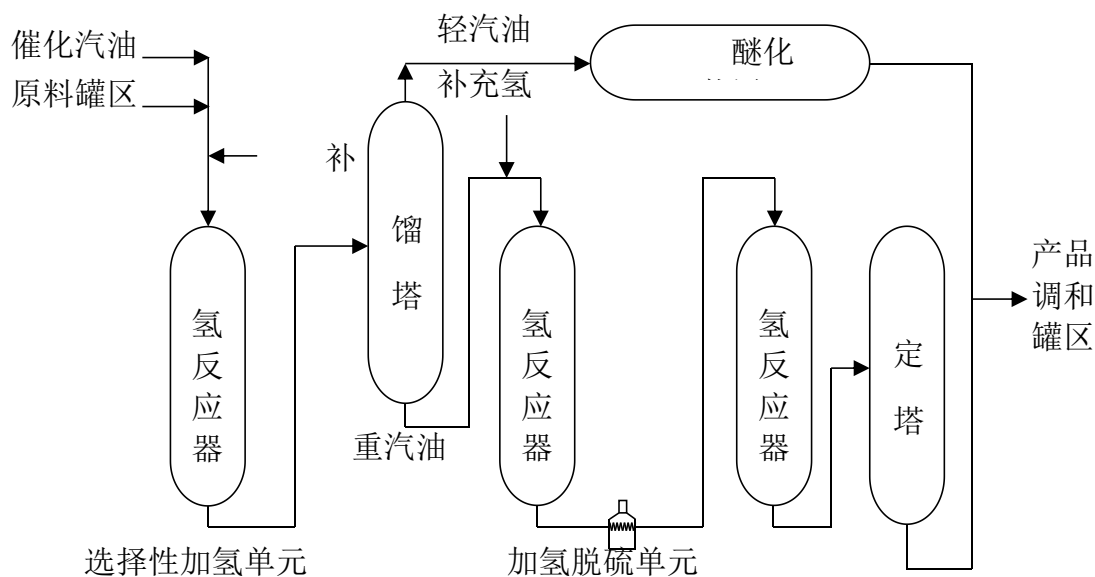 催化汽油
原料罐区
轻汽油
补充氢
醚化
补
馏
塔
氢
反
应
器
重汽油
氢
反
应
器
氢
反
应
器
定
塔
产品
调和
罐区
选择性加氢单元
加氢脱硫单元